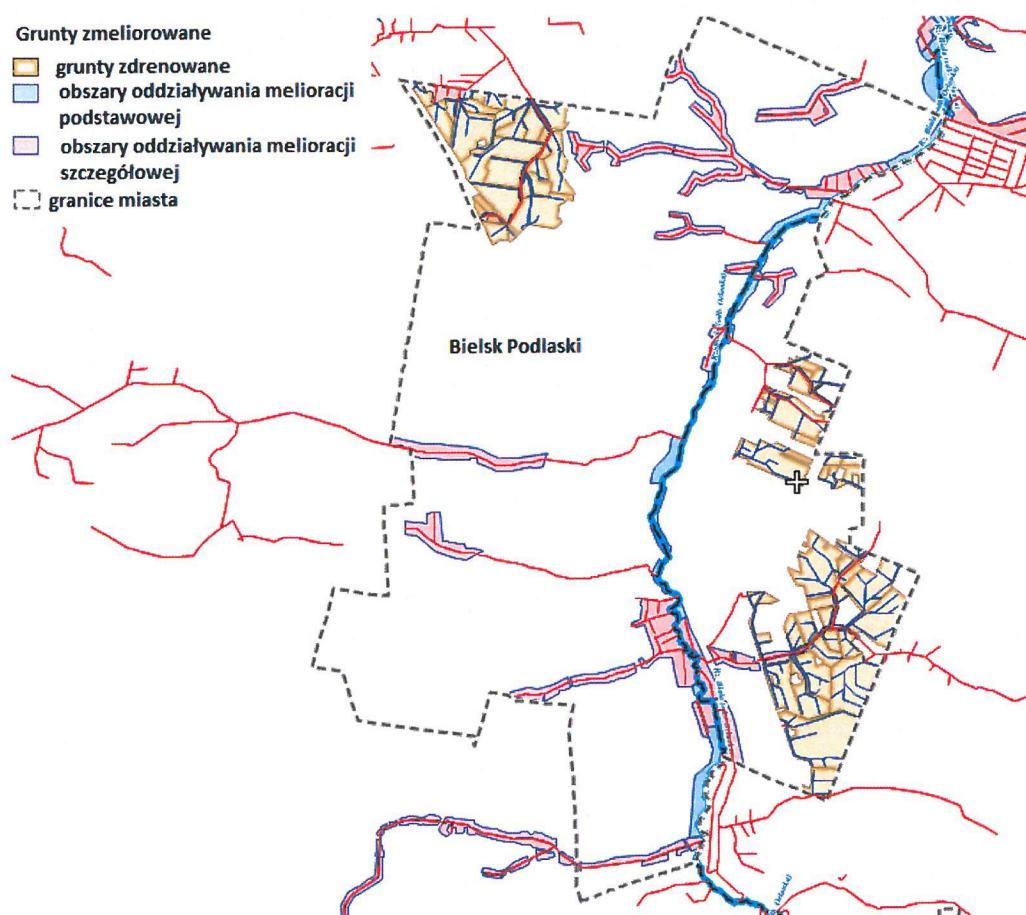 Grunty zmeliorowane
grunty zdrenowane
obszary oddziaływania melioracji
podstawowej
obszary oddziaływania melioracji
szczegółowej
granice miasta
Bielsk Podlaski